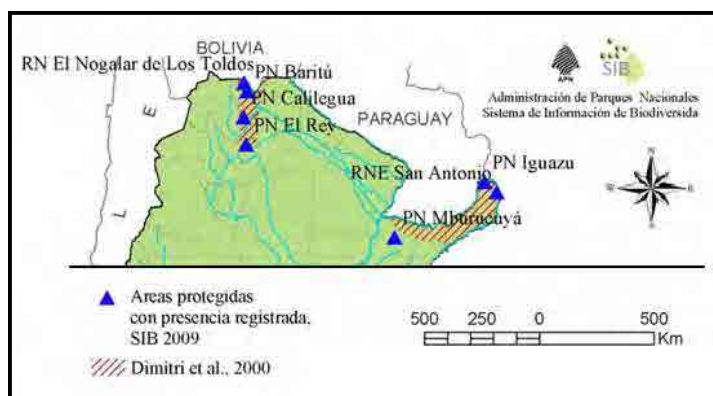 BOLIVIA
RN El Nogalar de Los Toldos
PN Baritú
PN Calilegua
PN El Rey
PARAGUAY
RNE San Antonio
PN Iguazu
PN Mburucuyá
L E
APN
SIB
Administración de Parques Nacionales
Sistema de Información de Biodiversida
N
Areas protegidas
con presencia registrada,
SIB 2009
Dimitri et al., 2000
500 250 0 500
Km